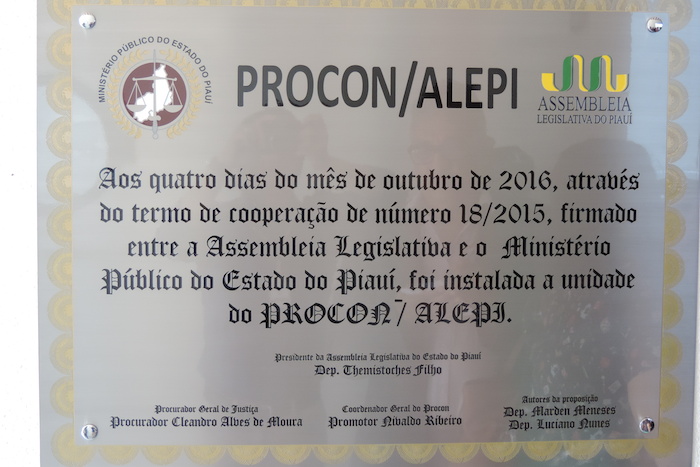 MINISTÉRIO PÚBLICO DO ESTADO DO PIAUÍ
PROCON/ALEPI
ASSEMBLEIA
LEGISLATIVA DO PIAUÍ
Aos quatro dias do mês de outubro de 2016, através
do termo de cooperação de número 18/2015, firmado
entre a Assembleia Legislativa e o Ministério
Público do Estado do Piauí, foi instalada a unidade
do PROCON / ALEPI.
Presidente da Assembleia Legislativa do Estado do Piauí
Dep. Themistoches Filho
Procurador Geral de Justiça
Procurador Cleandro Alves de Moura
Coordenador Geral do Procon
Promotor Nivaldo Ribeiro
Autores da proposição
Dep. Marden Meneses
Dep. Luciano Nunes